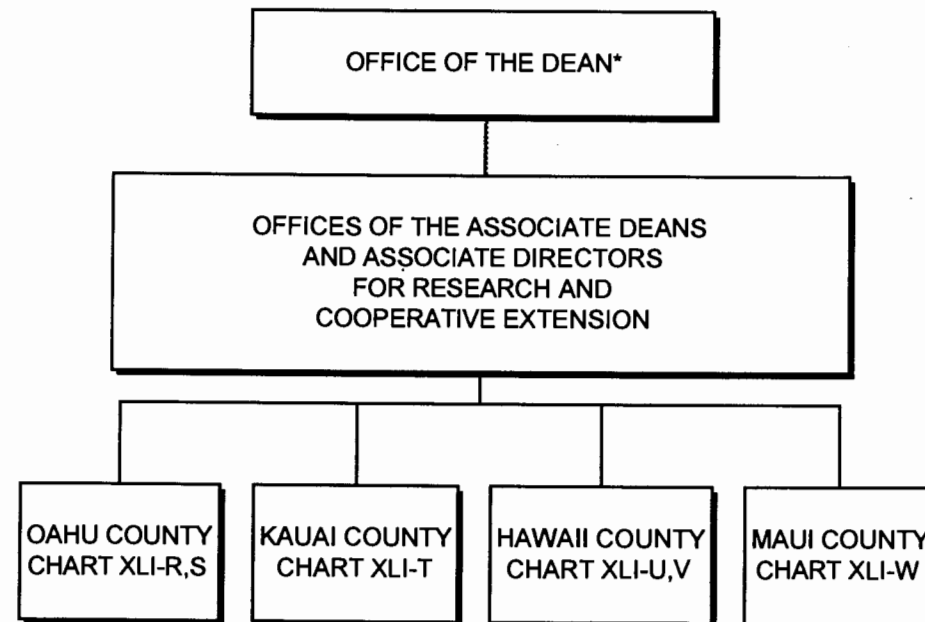 OFFICE OF THE DEAN*
OFFICES OF THE ASSOCIATE DEANS
AND ASSOCIATE DIRECTORS
FOR RESEARCH AND
COOPERATIVE EXTENSION
OAHU COUNTY
CHART XLI-R,S
KAUAI COUNTY
CHART XLI-T
HAWAII COUNTY
CHART XLI-U,V
MAUI COUNTY
CHART XLI-W